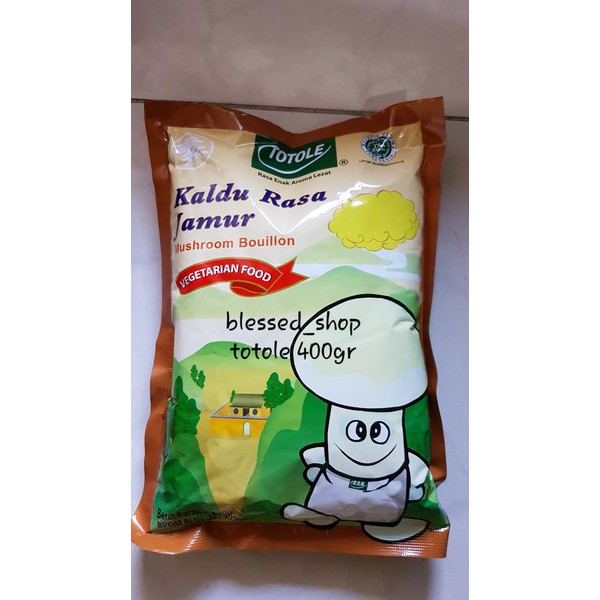 TOTOLE
®
Rasa Enak Aroma Lezat
Kaldu Rasa
Jamur
Mushroom Bouillon
VEGETARIAN FOOD
blessed_shop
totole 400gr